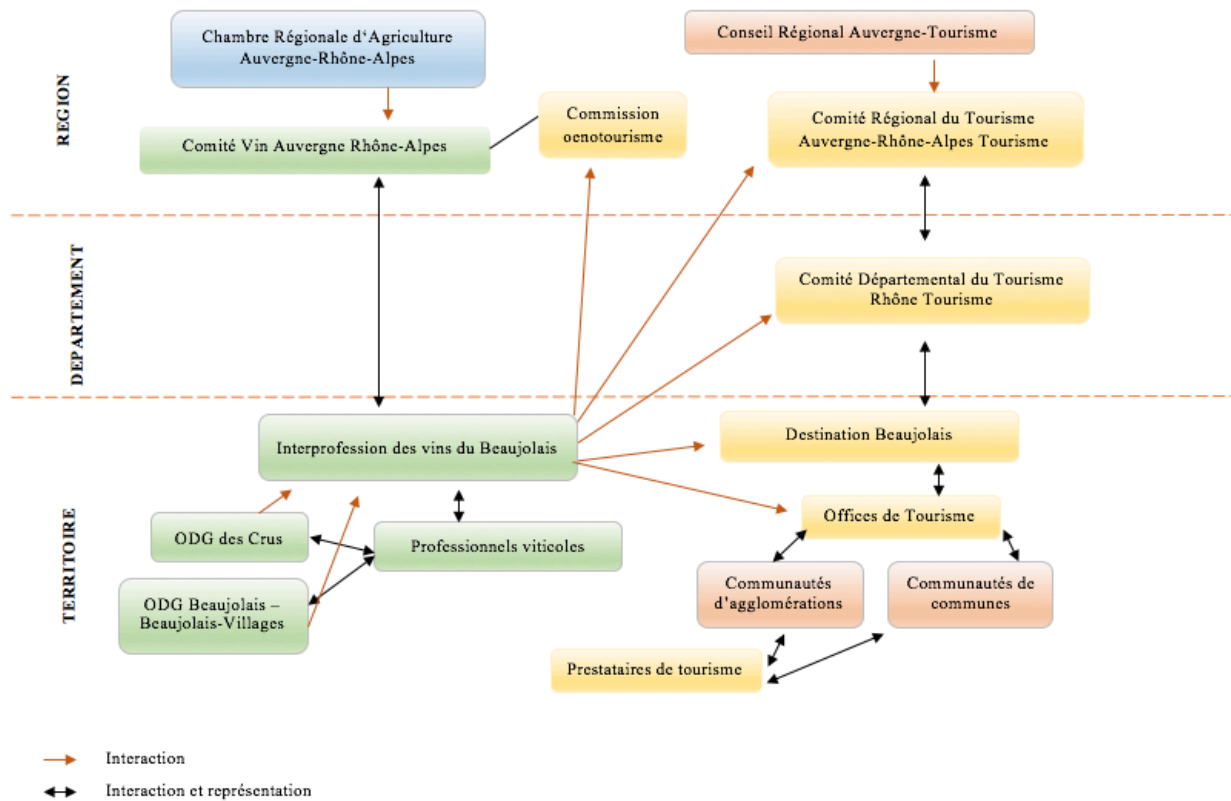 REGION
Chambre Régionale d'Agriculture
Auvergne-Rhône-Alpes
Conseil Régional Auvergne-Tourisme
Comité Vin Auvergne Rhône-Alpes
Commission
oenotourisme
Comité Régional du Tourisme
Auvergne-Rhône-Alpes Tourisme
DEPARTEMENT
Comité Départemental du Tourisme
Rhône Tourisme
TERRITOIRE
Interprofession des vins du Beaujolais
Destination Beaujolais
ODG des Crus
Professionnels viticoles
Offices de Tourisme
ODG Beaujolais –
Beaujolais-Villages
Communautés
d'agglomérations
Communautés de
communes
Prestataires de tourisme
Interaction
Interaction et représentation